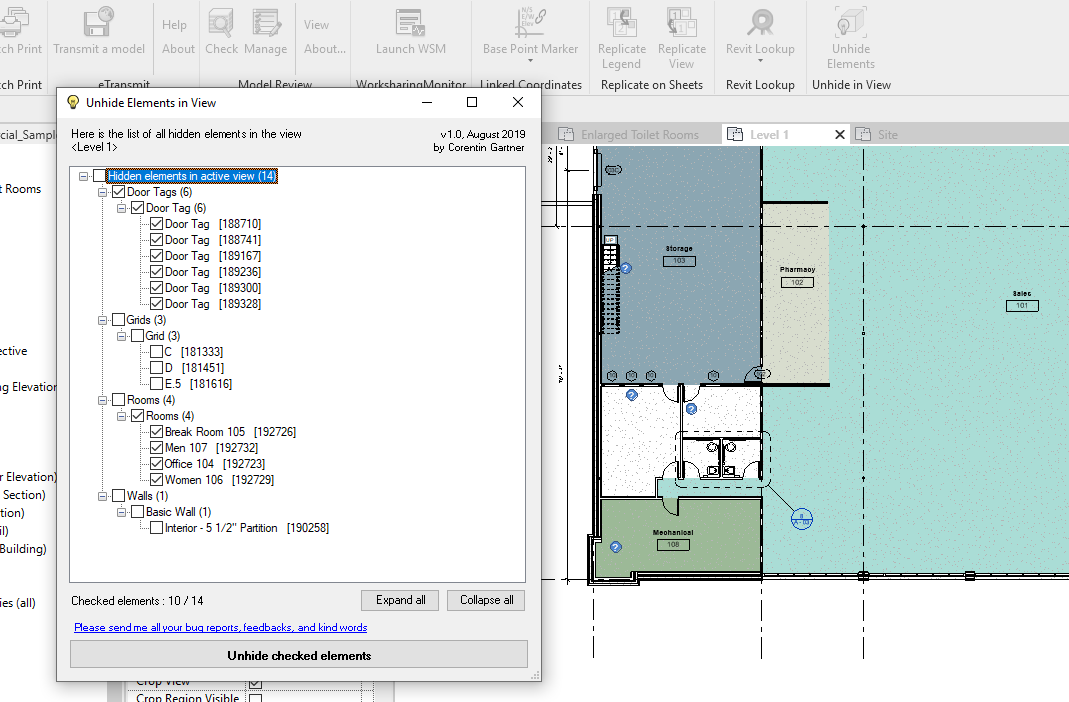 Help
View
ch Print
Transmit a model
About
Check
Manage
About...
Launch WSM
Base Point Marker
Replicate
Legend
Replicate
View
Revit Lookup
Unhide
Elements
ch Print
eTransmit
Model Review
WorksharingMonitor
Linked Coordinates
Replicate on Sheets
Revit Lookup
Unhide in View
Unhide Elements in View
Here is the list of all hidden elements in the view
<Level 1>
v1.0, August 2019
by Corentin Gartner
Hidden elements in active view (14)
Door Tags (6)
Door Tag (6)
Door Tag [188710]
Door Tag [188741]
Door Tag [189167]
Door Tag [189236]
Door Tag [189300]
Door Tag [189328]
Grids (3)
Grid (3)
C [181333]
D [181451]
E.5 [181616]
Rooms (4)
Rooms (4)
Break Room 105 [192726]
Men 107 [192732]
Office 104 [192723]
Women 106 [192729]
Walls (1)
Basic Wall (1)
Interior - 5 1/2" Partition [190258]
Checked elements : 10 / 14
Expand all
Collapse all
Please send me all your bug reports, feedbacks, and kind words
Unhide checked elements
cial_Sampl
t Rooms
ective
ng Elevation
r Elevation)
Section)
tion)
il)
Building)
ies (all)
Crop View
Crop Region Visible
Enlarged Toilet Rooms
Level 1
Site
UP
Storage
103
Pharmacy
102
Sales
101
Mechanical
108